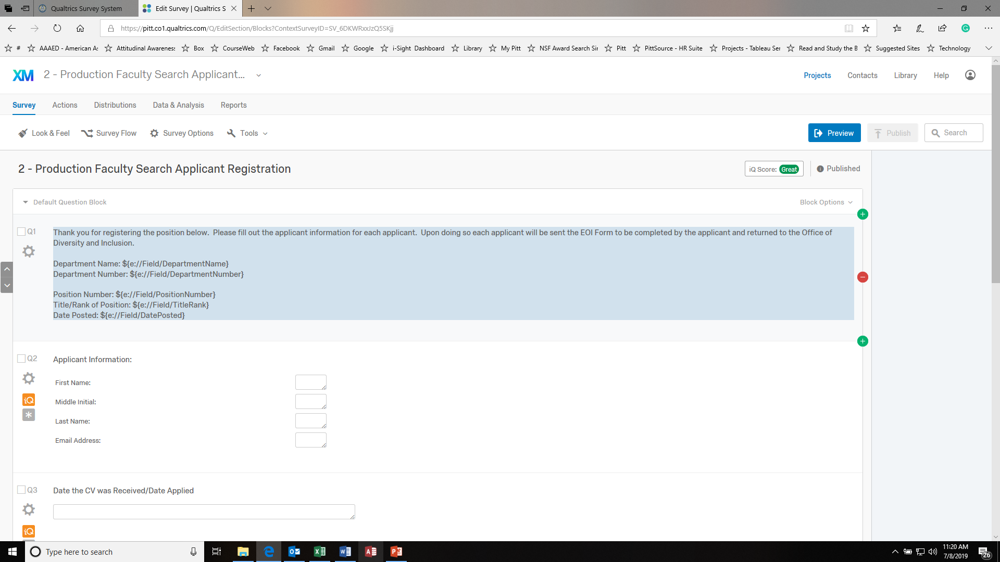 Qualtrics Survey System
Edit Survey | Qualtrics S
https://pitt.co1.qualtrics.com/Q/EditSection/Blocks?ContextSurveyID=SV_6DKWRxxJzQ5SKjj
# AAAED - American A: Attitudinal Awareness Box CourseWeb Facebook Gmail Google i-Sight Dashboard Library My Pitt NSF Award Search Sir Pitt PittSource - HR Suite Projects - Tableau Ser Read and Study the B Suggested Sites Technology
XM 2 - Production Faculty Search Applicant...
Projects Contacts Library Help
Survey Actions Distributions Data & Analysis Reports
Look & Feel Survey Flow Survey Options Tools
Preview Publish Search
2 - Production Faculty Search Applicant Registration
iQ Score: Great Published
Default Question Block Block Options
Q1 Thank you for registering the position below. Please fill out the applicant information for each applicant. Upon doing so each applicant will be sent the EOI Form to be completed by the applicant and returned to the Office of
Diversity and Inclusion.
Department Name: ${e://Field/DepartmentName}
Department Number: ${e://Field/DepartmentNumber}
Position Number: ${e://Field/PositionNumber}
Title/Rank of Position: ${e://Field/TitleRank}
Date Posted: ${e://Field/DatePosted}
Q2 Applicant Information:
First Name:
iQ
Middle Initial:
Last Name:
Email Address:
Q3 Date the CV was Received/Date Applied
iQ
Type here to search
11:20 AM
7/8/2019
26